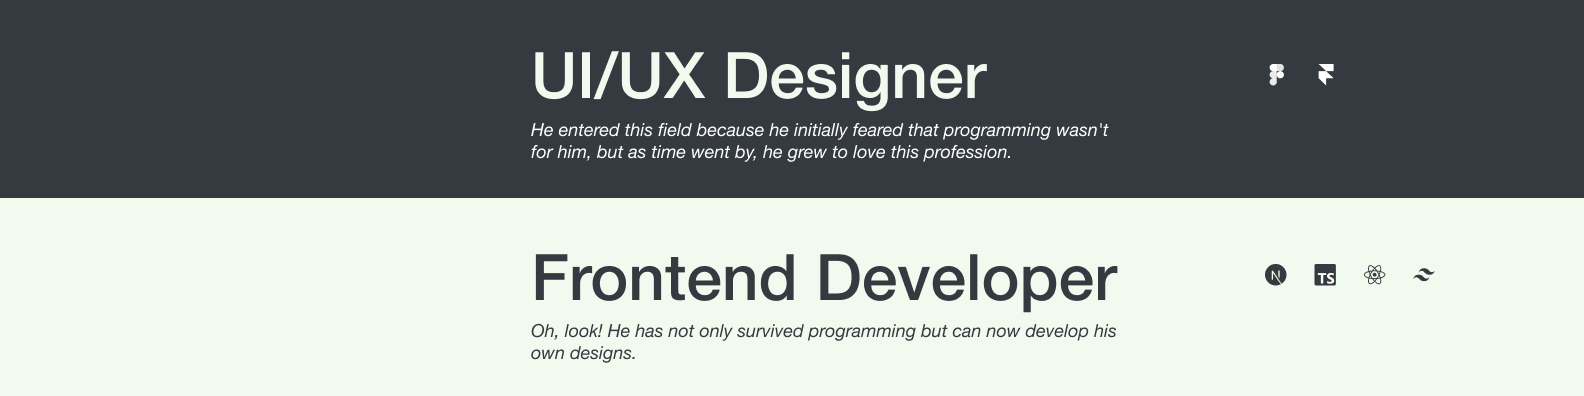 UI/UX Designer
He entered this field because he initially feared that programming wasn't
for him, but as time went by, he grew to love this profession.
Frontend Developer
N
TS
Oh, look! He has not only survived programming but can now develop his
own designs.